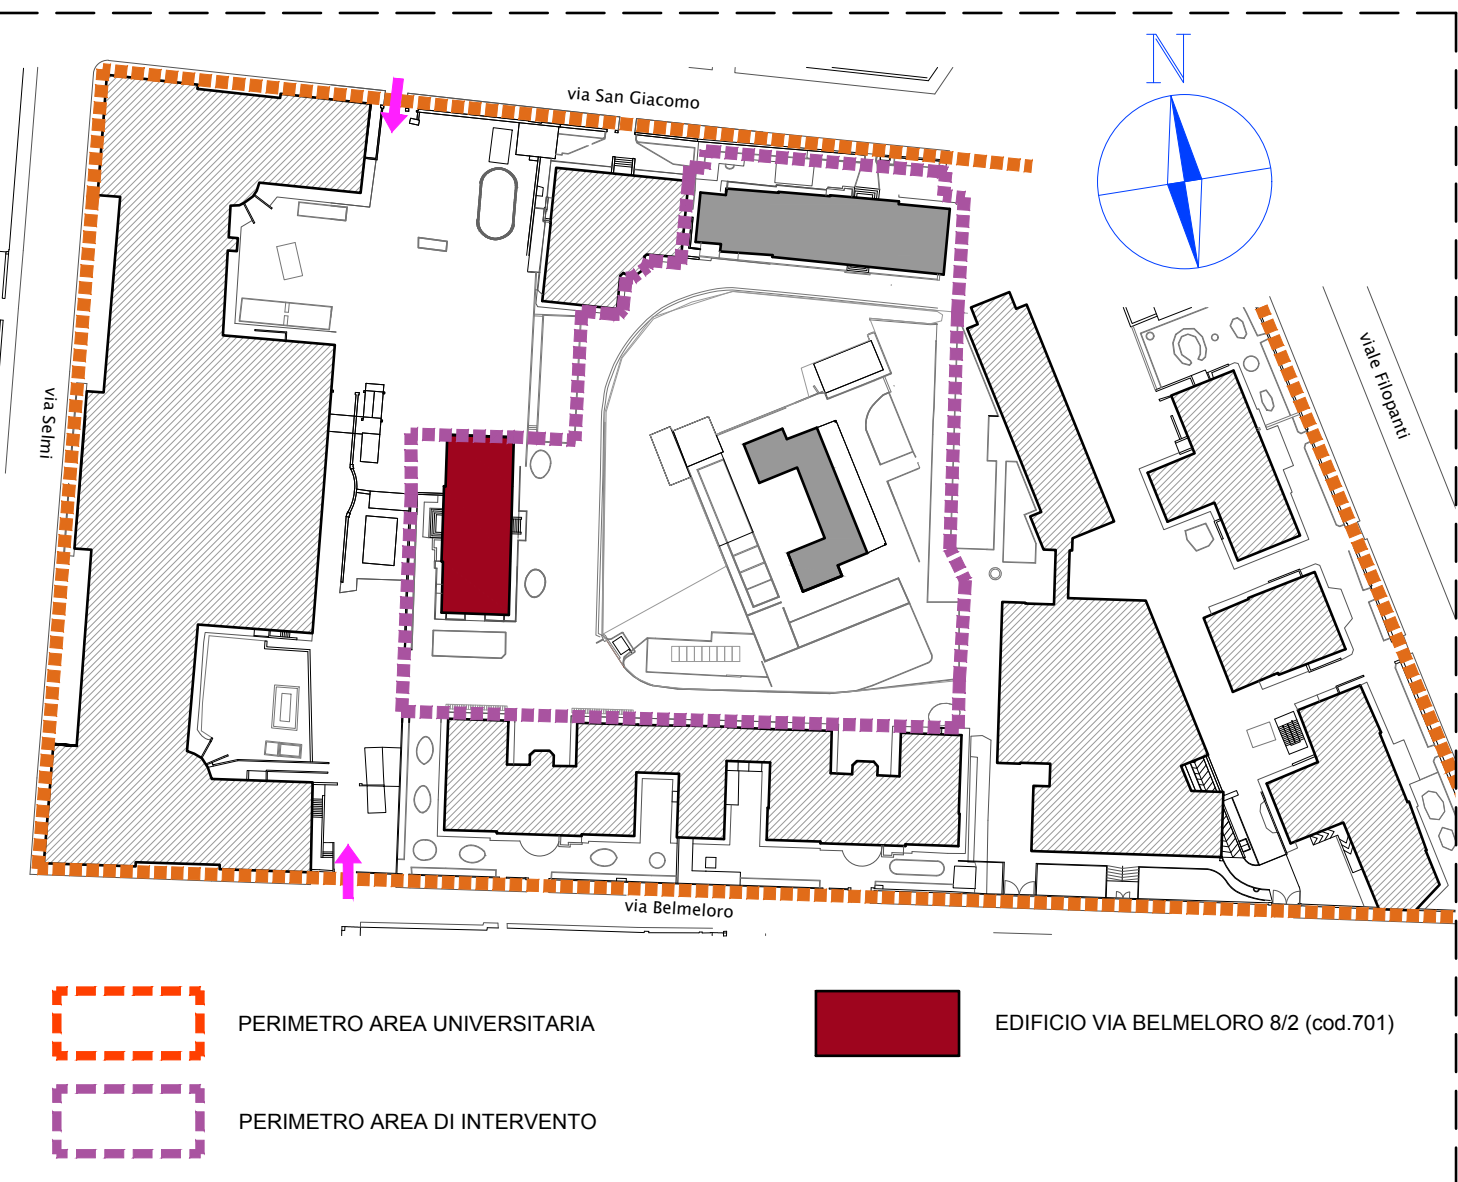 N
via San Giacomo
viale Filopanti
via Selmi
via Belmeloro
PERIMETRO AREA UNIVERSITARIA
EDIFICIO VIA BELMELORO 8/2 (cod.701)
PERIMETRO AREA DI INTERVENTO